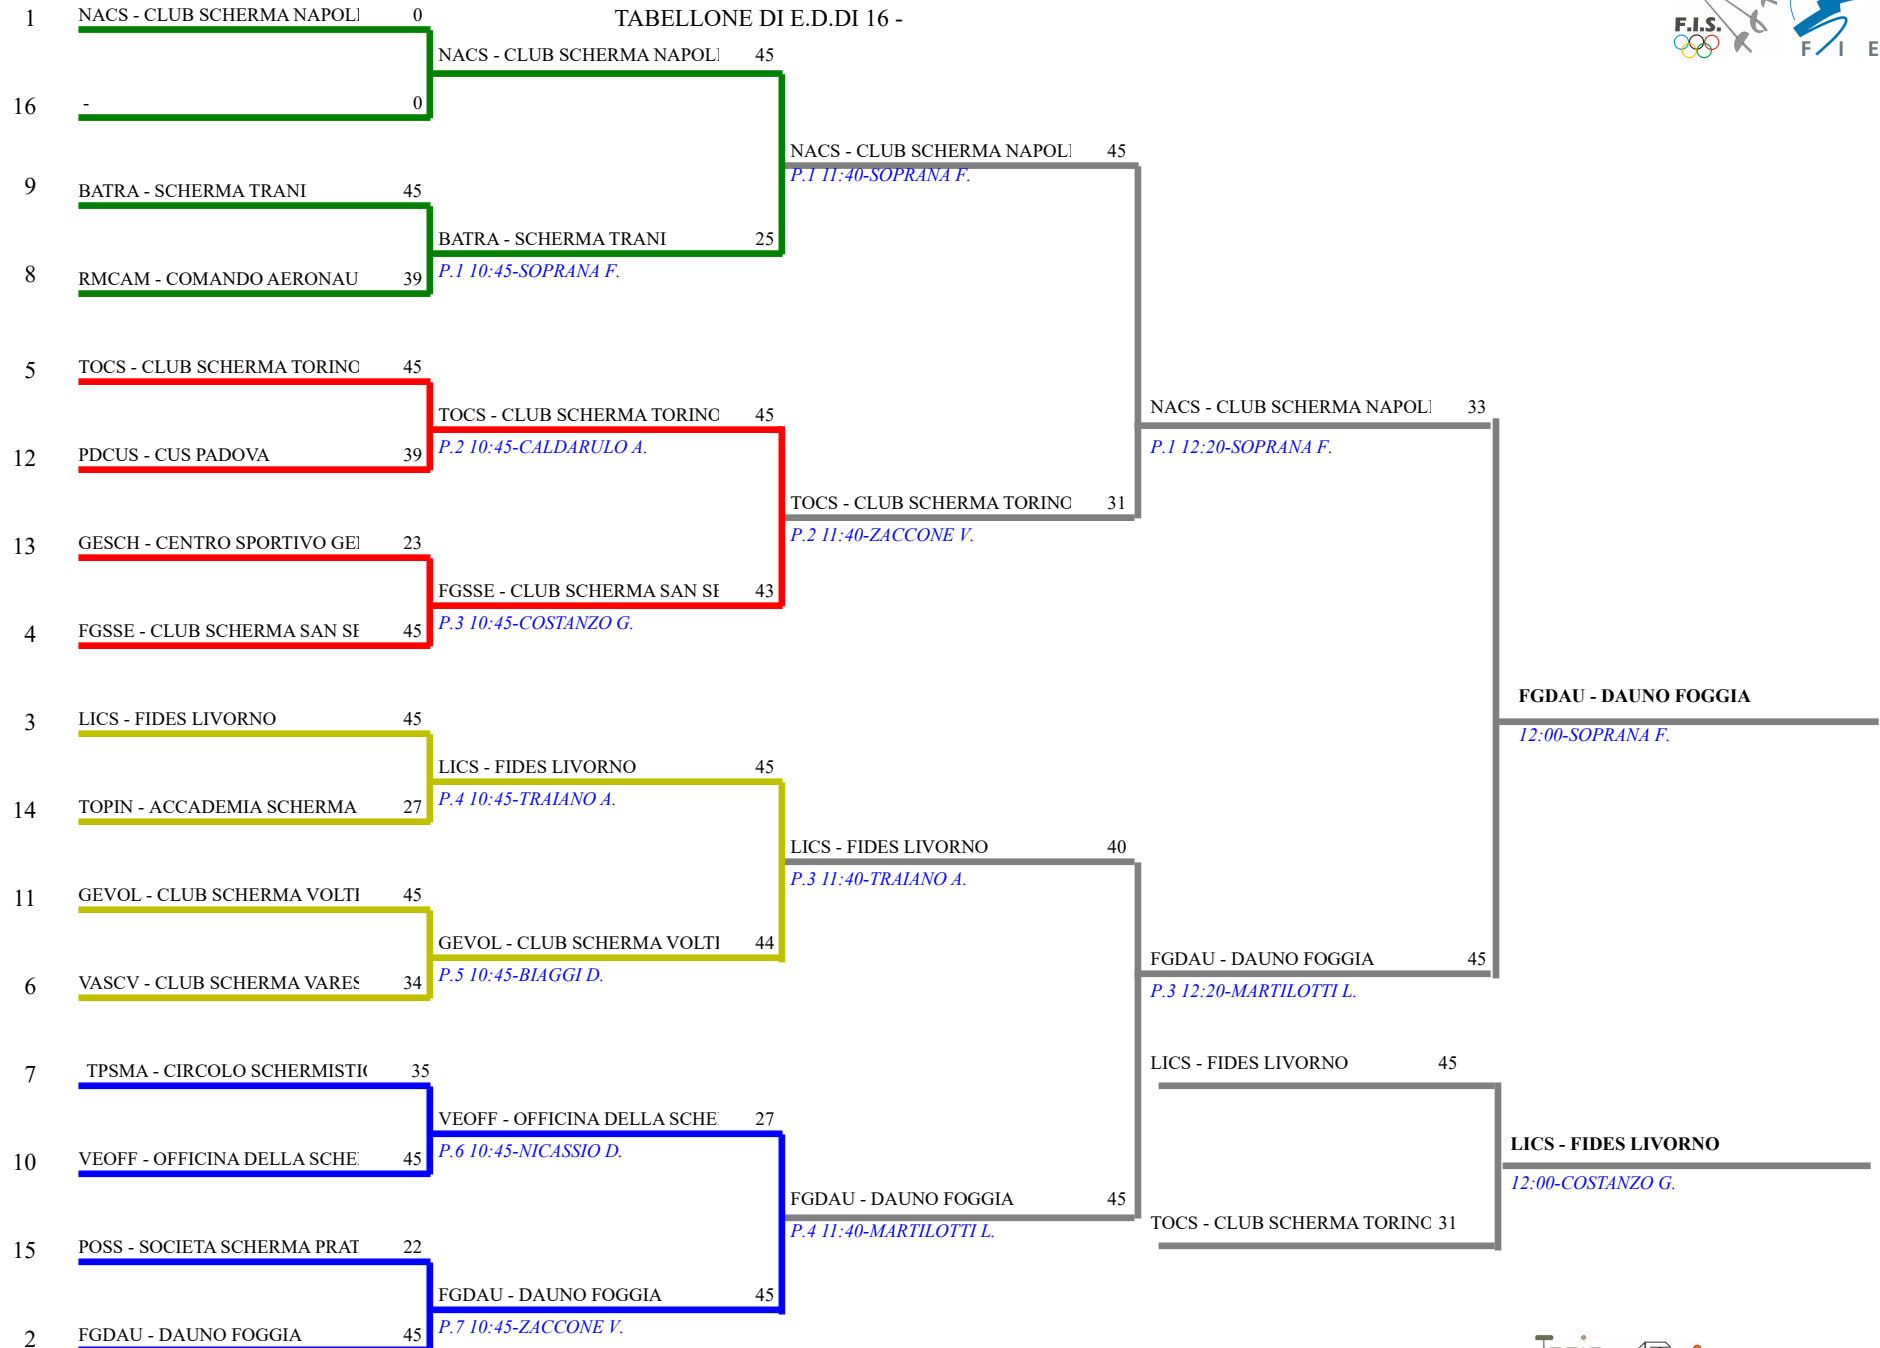 TABELLONE DI E.D.DI 16 -
F.I.S.
F I E
1 NACS - CLUB SCHERMA NAPOLI 0
NACS - CLUB SCHERMA NAPOLI 45
16 - 0
NACS - CLUB SCHERMA NAPOLI 45
P.1 11:40-SOPRANA F.
9 BATRA - SCHERMA TRANI 45
BATRA - SCHERMA TRANI 25
P.1 10:45-SOPRANA F.
8 RMCAM - COMANDO AERONAU 39
5 TOCS - CLUB SCHERMA TORINO 45
TOCS - CLUB SCHERMA TORINO 45
P.2 10:45-CALDARULO A.
NACS - CLUB SCHERMA NAPOLI 33
P.1 12:20-SOPRANA F.
12 PDCUS - CUS PADOVA 39
TOCS - CLUB SCHERMA TORINO 31
P.2 11:40-ZACCONE V.
13 GESCH - CENTRO SPORTIVO GEI 23
FGSSE - CLUB SCHERMA SAN SE 43
P.3 10:45-COSTANZO G.
4 FGSSE - CLUB SCHERMA SAN SE 45
FGDAU - DAUNO FOGGIA
12:00-SOPRANA F.
3 LICS - FIDES LIVORNO 45
LICS - FIDES LIVORNO 45
P.4 10:45-TRAIANO A.
14 TOPIN - ACCADEMIA SCHERMA 27
LICS - FIDES LIVORNO 40
P.3 11:40-TRAIANO A.
11 GEVOL - CLUB SCHERMA VOLTI 45
GEVOL - CLUB SCHERMA VOLTI 44
P.5 10:45-BIAGGI D.
FGDAU - DAUNO FOGGIA 45
P.3 12:20-MARTILOTTI L.
6 VASCV - CLUB SCHERMA VARES 34
7 TPSMA - CIRCOLO SCHERMISTIC 35
LICS - FIDES LIVORNO 45
VEOFF - OFFICINA DELLA SCHE 27
P.6 10:45-NICASSIO D.
LICS - FIDES LIVORNO
12:00-COSTANZO G.
10 VEOFF - OFFICINA DELLA SCHEI 45
FGDAU - DAUNO FOGGIA 45
P.4 11:40-MARTILOTTI L.
TOCS - CLUB SCHERMA TORINO 31
15 POSS - SOCIETA SCHERMA PRAT 22
FGDAU - DAUNO FOGGIA 45
P.7 10:45-ZACCONE V.
2 FGDAU - DAUNO FOGGIA 45